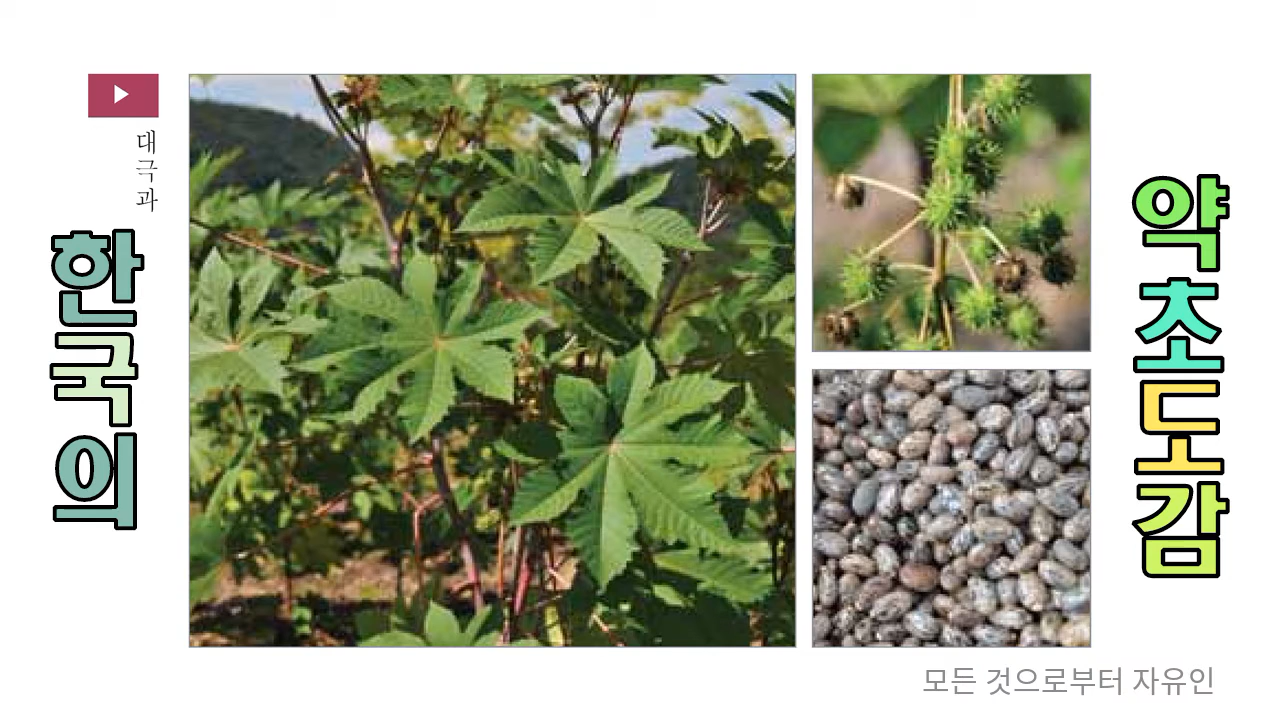 대극과
한국의
약초도감
모든 것으로부터 자유인